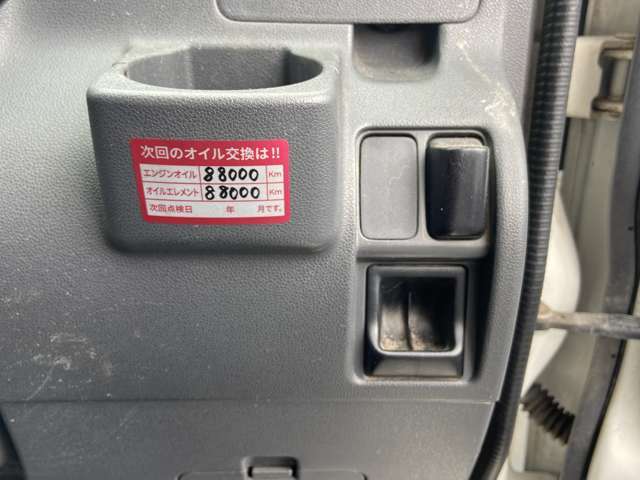 次回のオイル交換は!!
エンジンオイル 88000 Km
オイルエレメント 88000 Km
次回点検日 年 月です。